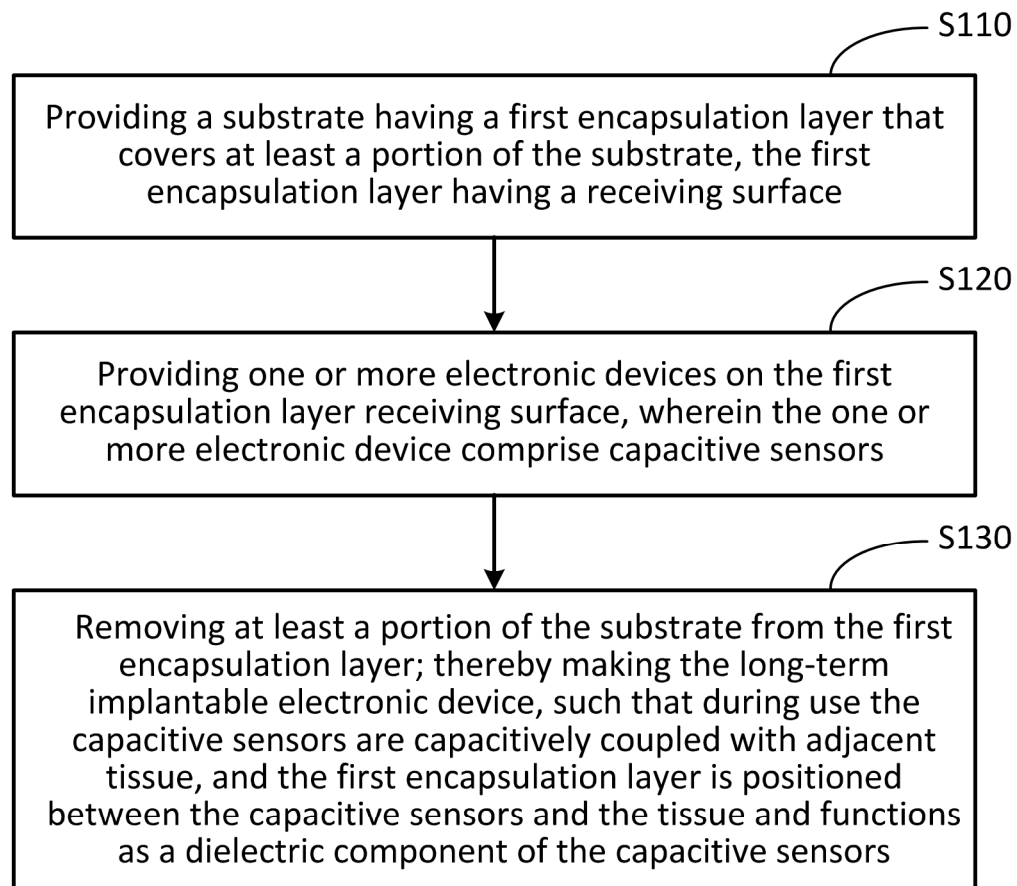 S110
Providing a substrate having a first encapsulation layer that
covers at least a portion of the substrate, the first
encapsulation layer having a receiving surface
S120
Providing one or more electronic devices on the first
encapsulation layer receiving surface, wherein the one or
more electronic device comprise capacitive sensors
S130
Removing at least a portion of the substrate from the first
encapsulation layer; thereby making the long-term
implantable electronic device, such that during use the
capacitive sensors are capacitively coupled with adjacent
tissue, and the first encapsulation layer is positioned
between the capacitive sensors and the tissue and functions
as a dielectric component of the capacitive sensors